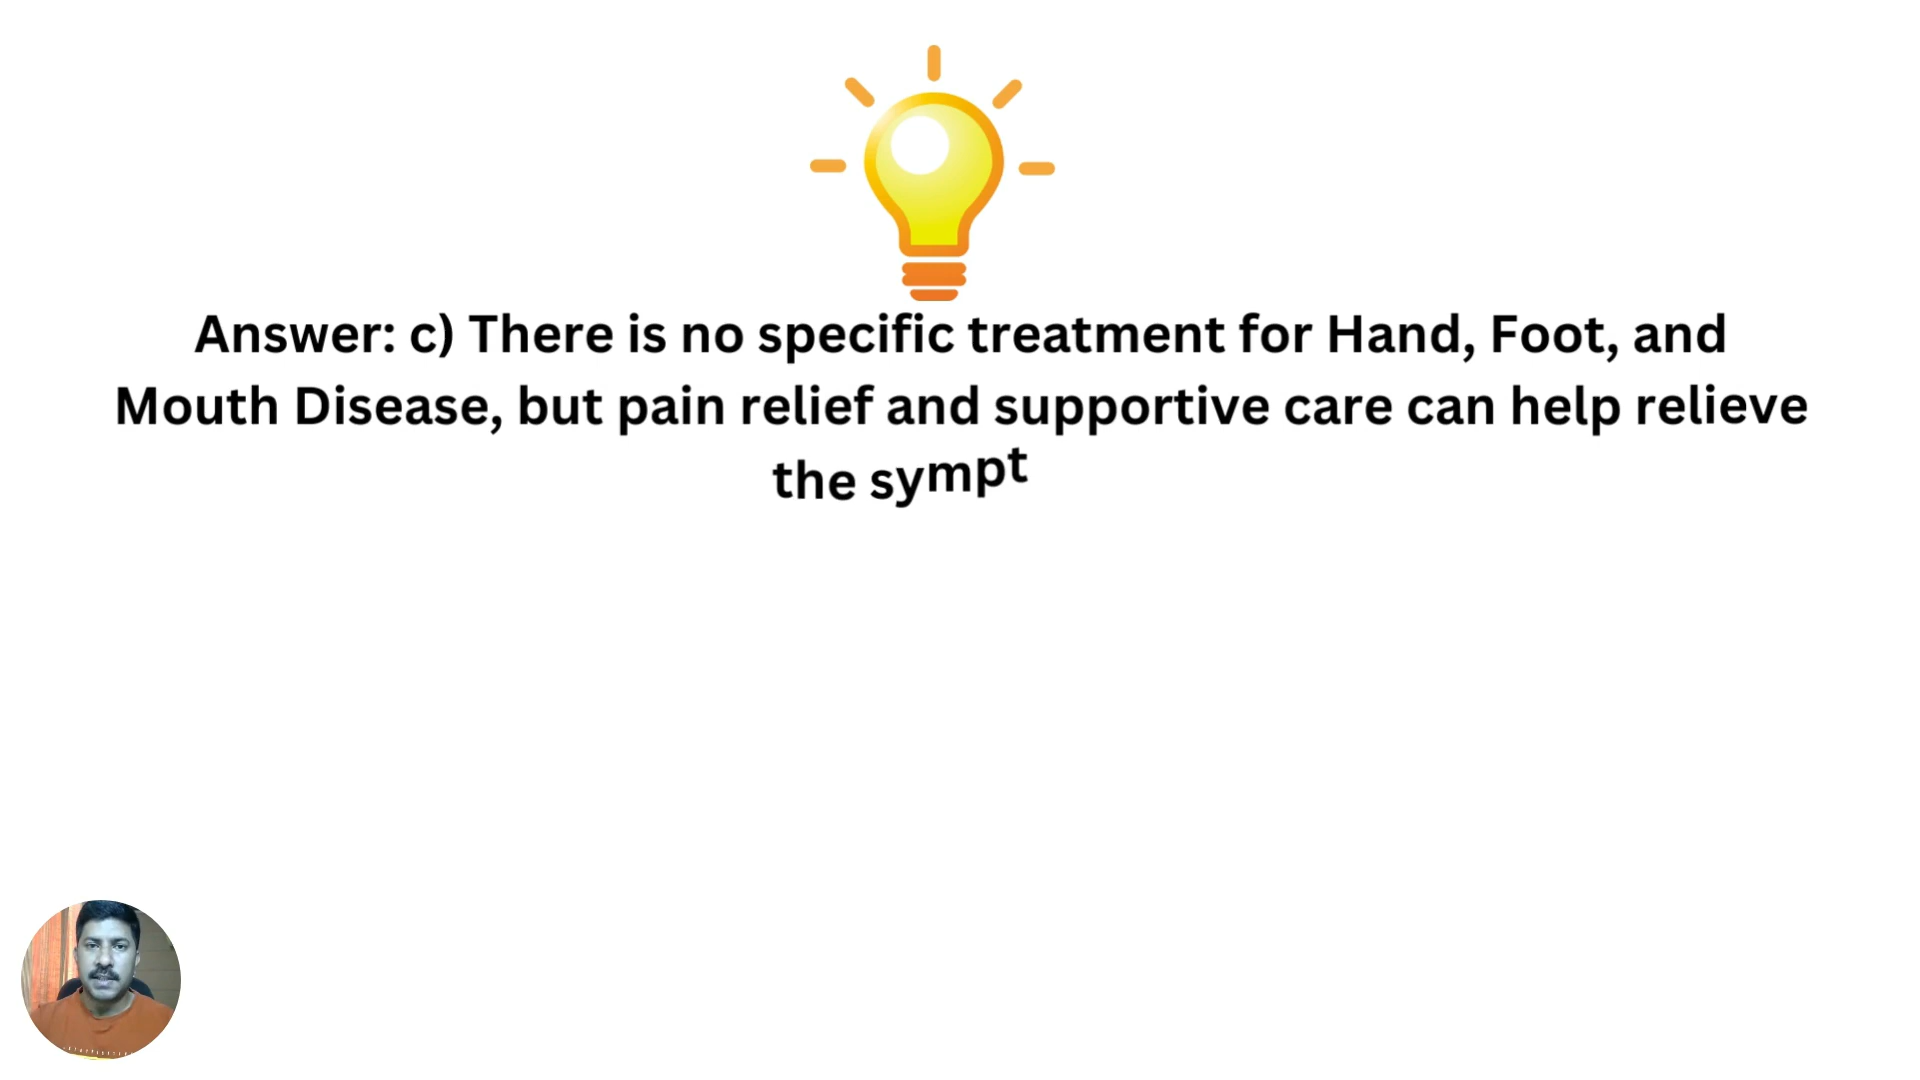 Answer: c) There is no specific treatment for Hand, Foot, and
Mouth Disease, but pain relief and supportive care can help relieve
the sympt